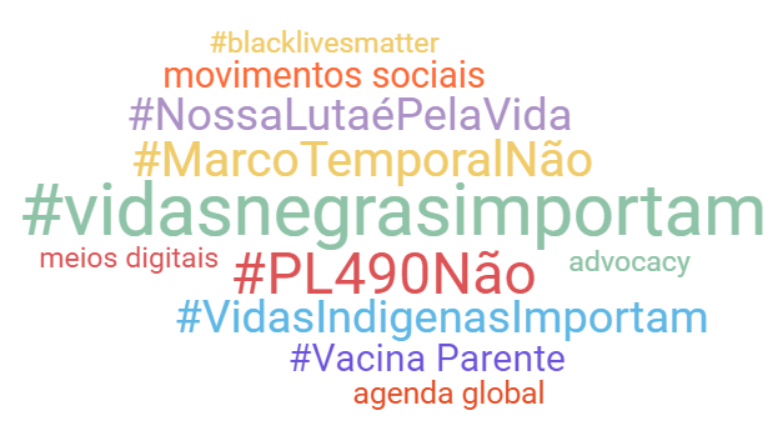 #blacklivesmatter
movimentos sociais
#NossaLutaéPelaVida
#MarcoTemporalNão
#vidasnegrasimportam
meios digitais #PL490Não advocacy
#VidasIndigenasImportam
#Vacina Parente
agenda global